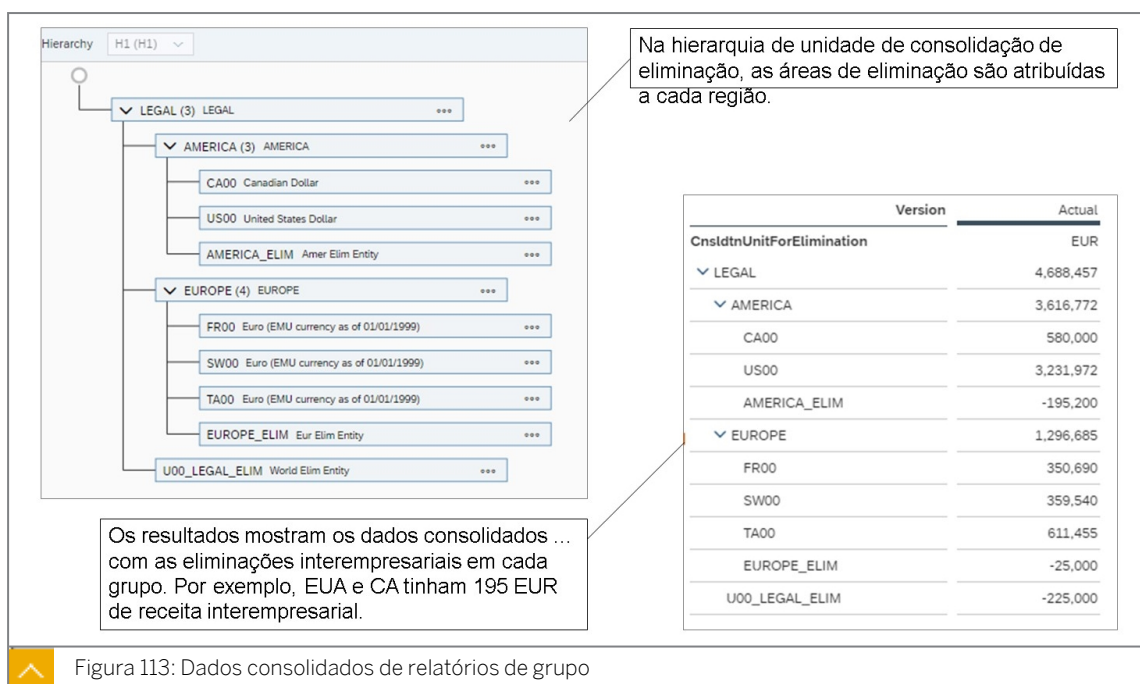 Hierarchy H1 (H1)
LEGAL (3) LEGAL
AMERICA (3) AMERICA
CA00 Canadian Dollar
US00 United States Dollar
AMERICA_ELIM Amer Elim Entity
EUROPE (4) EUROPE
FR00 Euro (EMU currency as of 01/01/1999)
SW00 Euro (EMU currency as of 01/01/1999)
TA00 Euro (EMU currency as of 01/01/1999)
EUROPE_ELIM Eur Elim Entity
U00_LEGAL_ELIM World Elim Entity
Na hierarquia de unidade de consolidação de
eliminação, as áreas de eliminação são atribuídas
a cada região.
Version Actual
CnsldtnUnitForElimination EUR
LEGAL 4,688,457
AMERICA 3,616,772
CA00 580,000
US00 3,231,972
AMERICA_ELIM -195,200
EUROPE 1,296,685
FR00 350,690
SW00 359,540
TA00 611,455
EUROPE_ELIM -25,000
U00_LEGAL_ELIM -225,000
Os resultados mostram os dados consolidados ...
com as eliminações interempresariais em cada
grupo. Por exemplo, EUA e CA tinham 195 EUR
de receita interempresarial.
Figura 113: Dados consolidados de relatórios de grupo